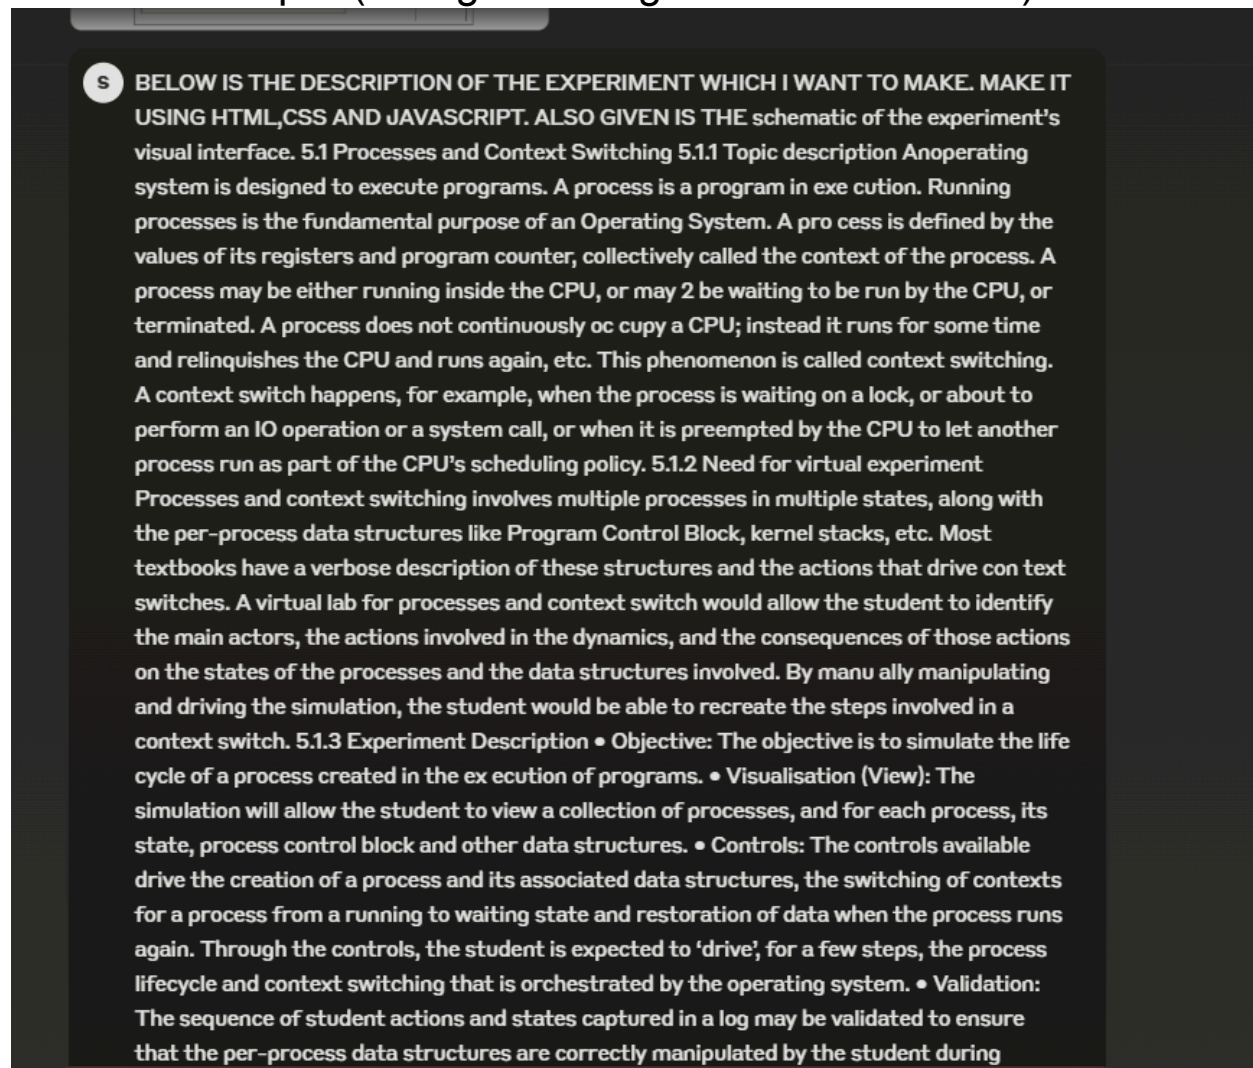 S
BELOW IS THE DESCRIPTION OF THE EXPERIMENT WHICH I WANT TO MAKE. MAKE IT
USING HTML,CSS AND JAVASCRIPT. ALSO GIVEN IS THE schematic of the experiment's
visual interface. 5.1 Processes and Context Switching 5.1.1 Topic description Anoperating
system is designed to execute programs. A process is a program in exe cution. Running
processes is the fundamental purpose of an Operating System. A pro cess is defined by the
values of its registers and program counter, collectively called the context of the process. A
process may be either running inside the CPU, or may 2 be waiting to be run by the CPU, or
terminated. A process does not continuously oc cupy a CPU; instead it runs for some time
and relinquishes the CPU and runs again, etc. This phenomenon is called context switching.
A context switch happens, for example, when the process is waiting on a lock, or about to
perform an IO operation or a system call, or when it is preempted by the CPU to let another
process run as part of the CPU's scheduling policy. 5.1.2 Need for virtual experiment
Processes and context switching involves multiple processes in multiple states, along with
the per-process data structures like Program Control Block, kernel stacks, etc. Most
textbooks have a verbose description of these structures and the actions that drive con text
switches. A virtual lab for processes and context switch would allow the student to identify
the main actors, the actions involved in the dynamics, and the consequences of those actions
on the states of the processes and the data structures involved. By manu ally manipulating
and driving the simulation, the student would be able to recreate the steps involved in a
context switch. 5.1.3 Experiment Description • Objective: The objective is to simulate the life
cycle of a process created in the ex ecution of programs. • Visualisation (View): The
simulation will allow the student to view a collection of processes, and for each process, its
state, process control block and other data structures. • Controls: The controls available
drive the creation of a process and its associated data structures, the switching of contexts
for a process from a running to waiting state and restoration of data when the process runs
again. Through the controls, the student is expected to 'drive', for a few steps, the process
lifecycle and context switching that is orchestrated by the operating system. • Validation:
The sequence of student actions and states captured in a log may be validated to ensure
that the per-process data structures are correctly manipulated by the student during